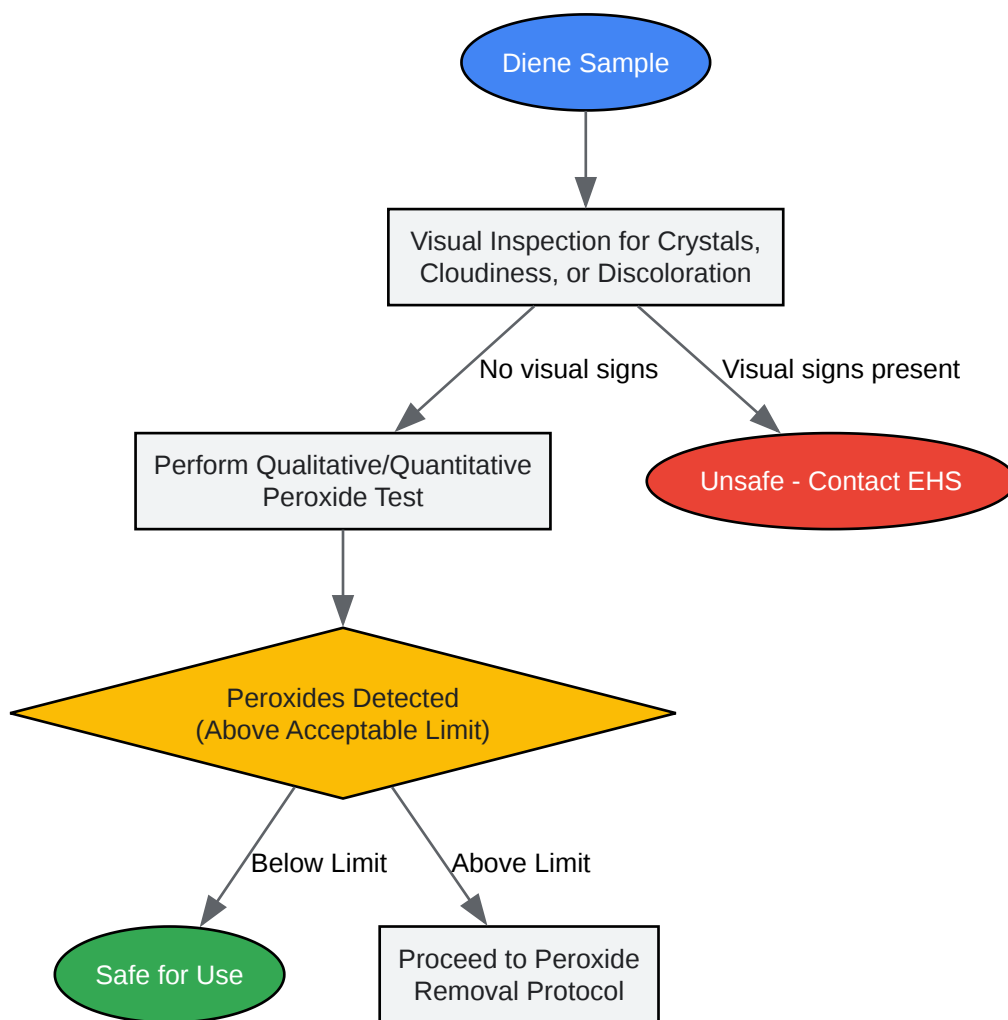 Diene Sample
Visual Inspection for Crystals,
Cloudiness, or Discoloration
No visual signs
Visual signs present
Perform Qualitative/Quantitative
Peroxide Test
Unsafe - Contact EHS
Peroxides Detected
(Above Acceptable Limit)
Below Limit
Above Limit
Safe for Use
Proceed to Peroxide
Removal Protocol